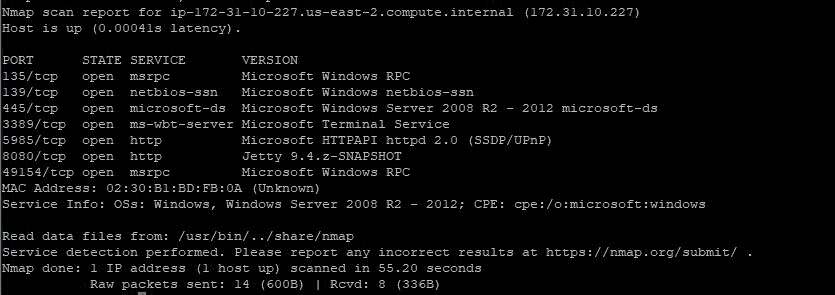 Nmap scan report for ip-172-31-10-227.us-east-2.compute.internal (172.31.10.227)
Host is up (0.00041s latency).
PORT STATE SERVICE VERSION
135/tcp open msrpc Microsoft Windows RPC
139/tcp open netbios-ssn Microsoft Windows netbios-ssn
445/tcp open microsoft-ds Microsoft Windows Server 2008 R2 - 2012 microsoft-ds
3389/tcp open ms-wbt-server Microsoft Terminal Service
5985/tcp open http Microsoft HTTPAPI httpd 2.0 (SSDP/UPnP)
8080/tcp open http Jetty 9.4.z-SNAPSHOT
49154/tcp open msrpc Microsoft Windows RPC
MAC Address: 02:30:B1:BD:FB:0A (Unknown)
Service Info: OSs: Windows, Windows Server 2008 R2 - 2012; CPE: cpe:/o:microsoft:windows
Read data files from: /usr/bin/../share/nmap
Service detection performed. Please report any incorrect results at https://nmap.org/submit/ .
Nmap done: 1 IP address (1 host up) scanned in 55.20 seconds
Raw packets sent: 14 (600B) | Rcvd: 8 (336B)